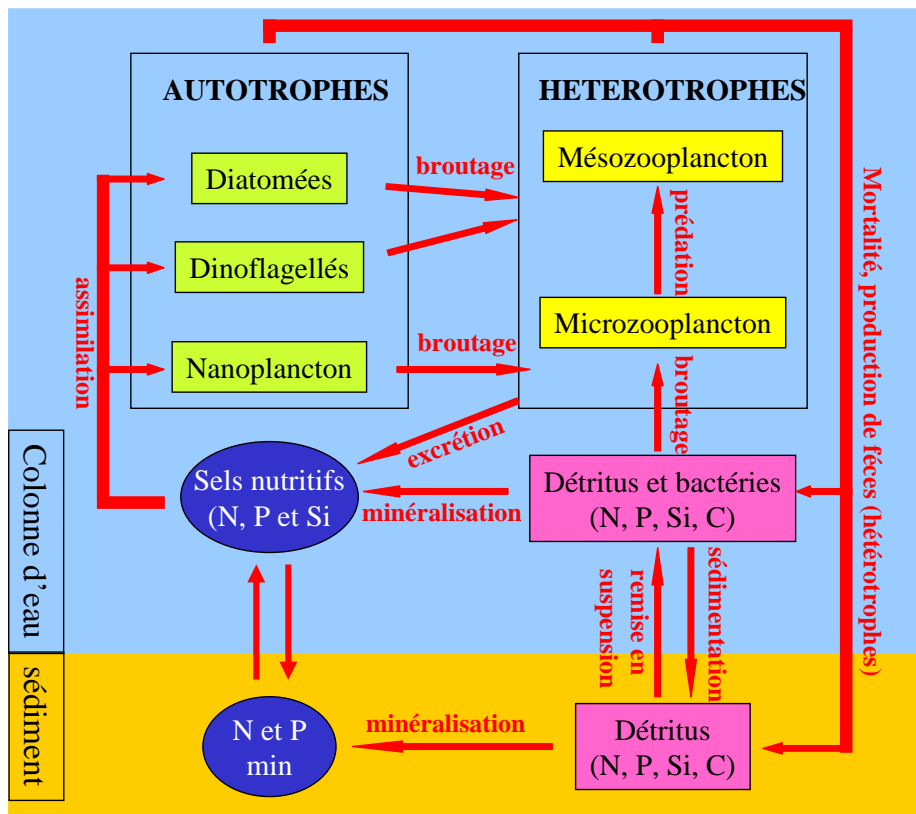 AUTOTROPHES
HETEROTROPHES
Diatomées
broutage
Mésozooplancton
prédation
Dinoflagellés
assimilation
Microzooplancton
Nanoplancton
broutage
broutage
excrétion
Mortalité, production de féces (hétérotrophes)
Colonne d'eau
Sels nutritifs
(N, P et Si
minéralisation
Détritus et bactéries
(N, P, Si, C)
remise en
suspension
sédimentation
sédiment
N et P
min
minéralisation
Détritus
(N, P, Si, C)